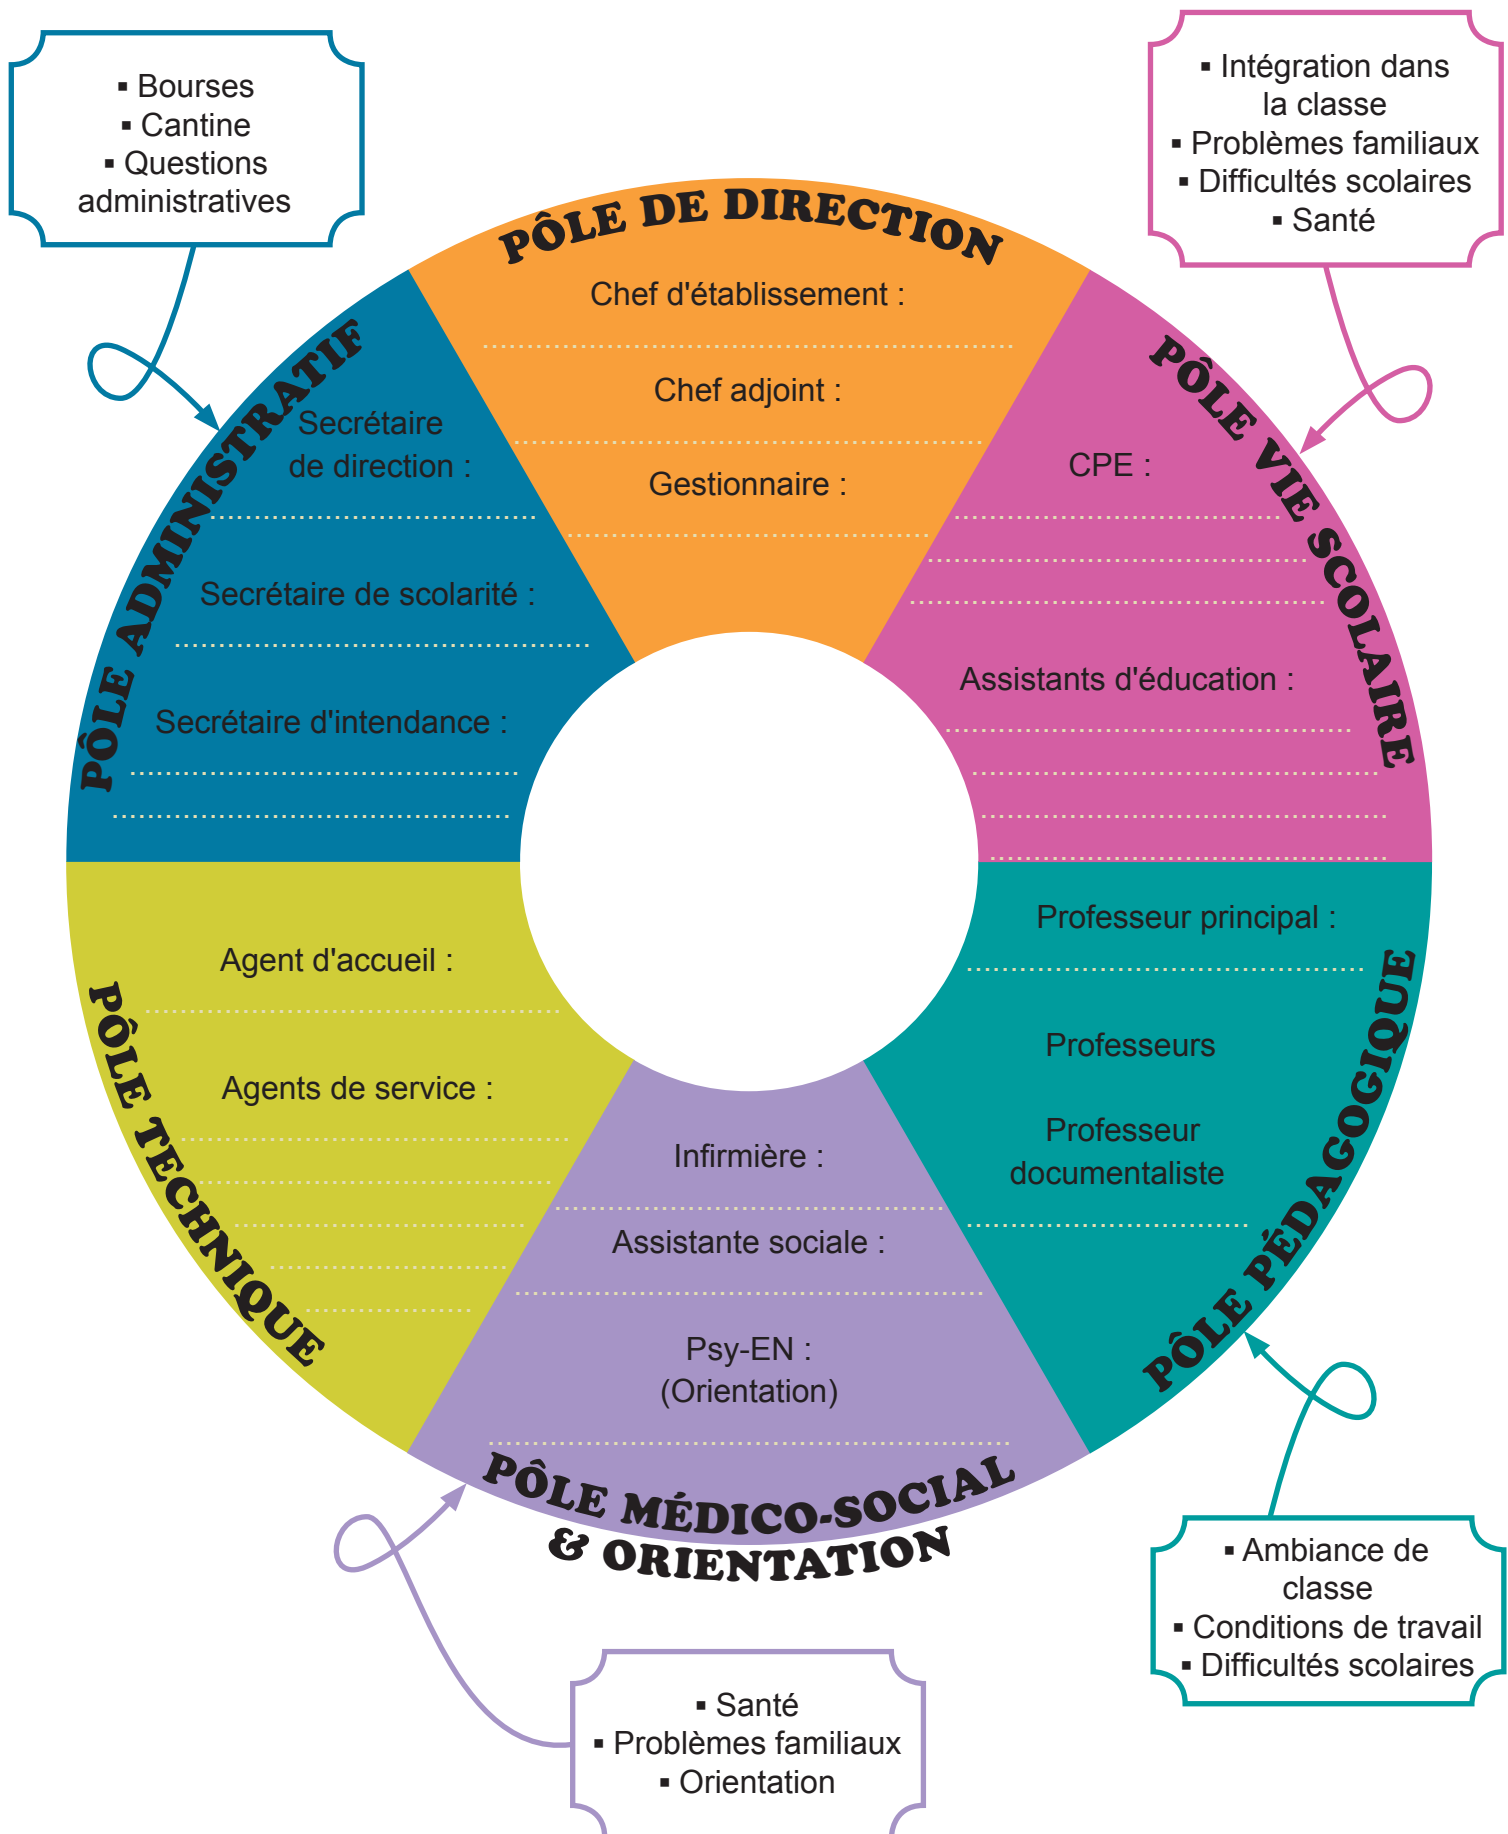 ▪ Bourses
▪ Cantine
▪ Questions
administratives
▪ Intégration dans
la classe
▪ Problèmes familiaux
▪ Difficultés scolaires
▪ Santé
PÔLE DE DIRECTION
Chef d'établissement :
Chef adjoint :
Gestionnaire :
PÔLE ADMINISTRATIF
Secrétaire
de direction :
Secrétaire de scolarité :
Secrétaire d'intendance :
PÔLE VIE SCOLAIRE
CPE :
Assistants d'éducation :
PÔLE TECHNIQUE
Agent d'accueil :
Agents de service :
PÔLE PÉDAGOGIQUE
Professeur principal :
Professeurs
Professeur
documentaliste
Infirmière :
Assistante sociale :
Psy-EN :
(Orientation)
PÔLE MÉDICO-SOCIAL
& ORIENTATION
▪ Ambiance de
classe
▪ Conditions de travail
▪ Difficultés scolaires
▪ Santé
▪ Problèmes familiaux
▪ Orientation